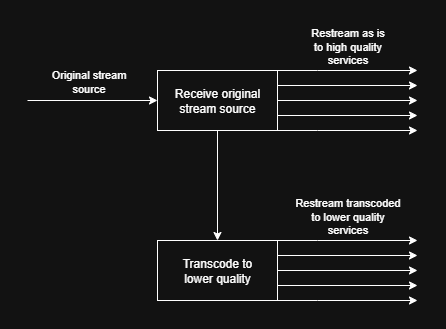 Restream as is
to high quality
services
Original stream
source
Receive original
stream source
Restream transcoded
to lower quality
services
Transcode to
lower quality